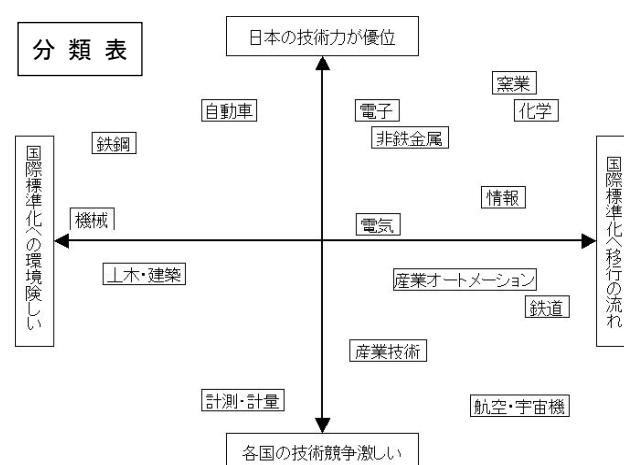 分類表
日本の技術力が優位
窯業
自動車
電子
化学
鉄鋼
非鉄金属
国際標準化への環境険しい
国際標準化へ移行の流れ
情報
機械
電気
土木・建築
産業オートメーション
鉄道
産業技術
計測・計量
航空・宇宙機
各国の技術競争激しい